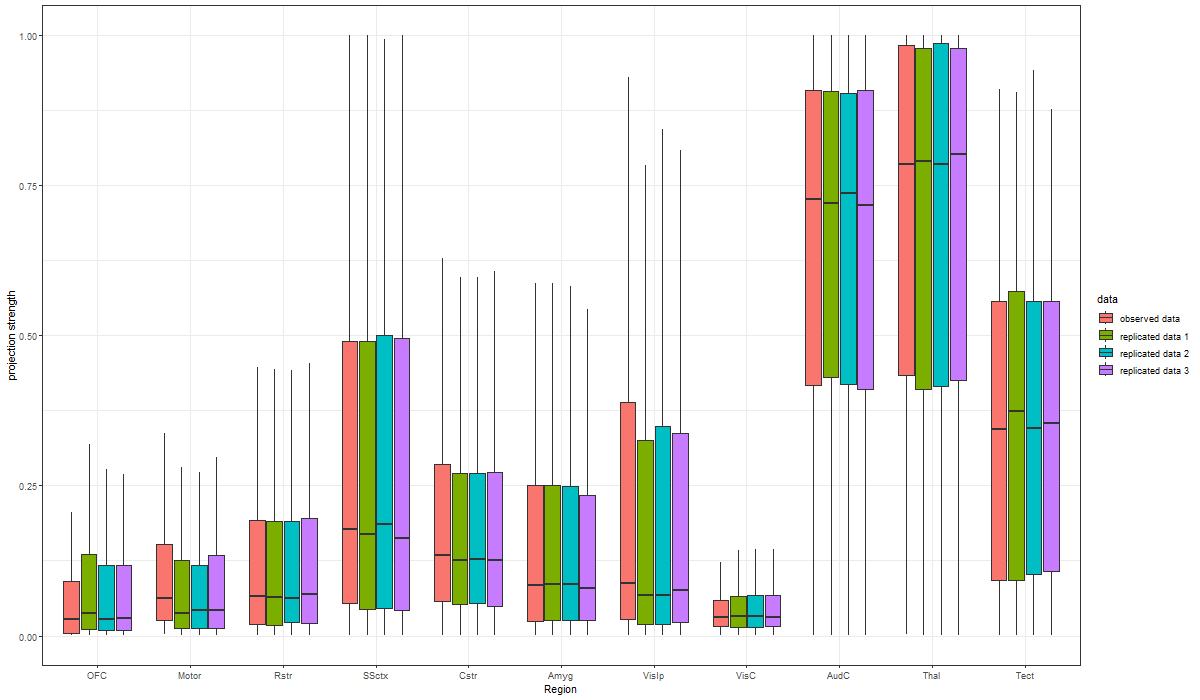 1.00
0.75
0.50
0.25
0.00
projection strength
OFC Motor Rstr SSctx Cstr Amyg VisIp VisC AudC Thal Tect
Region
data
observed data
replicated data 1
replicated data 2
replicated data 3